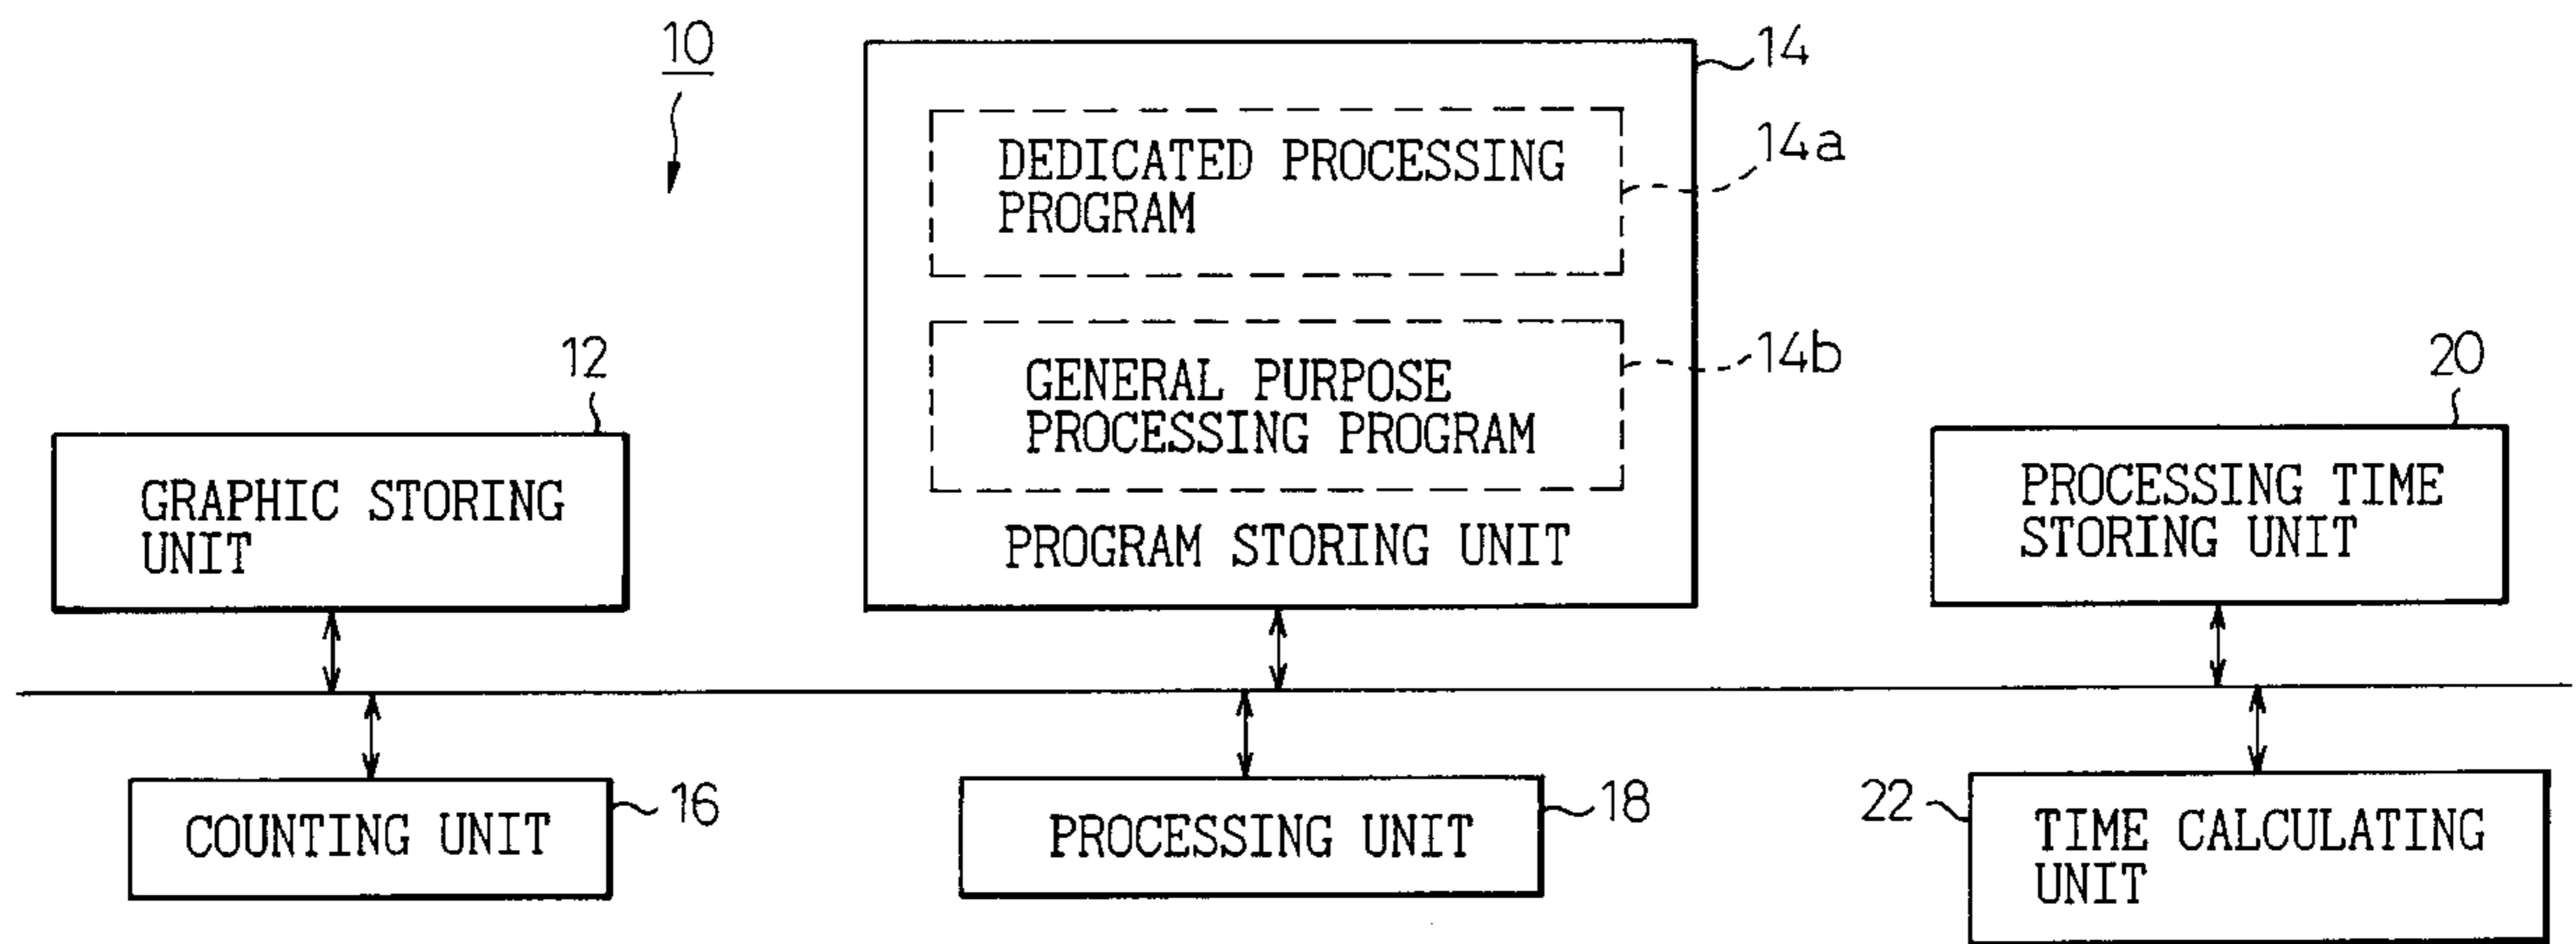 10
14
DEDICATED PROCESSING
PROGRAM
14a
GENERAL PURPOSE
PROCESSING PROGRAM
14b
PROGRAM STORING UNIT
12
GRAPHIC STORING
UNIT
20
PROCESSING TIME
STORING UNIT
COUNTING UNIT
16
PROCESSING UNIT
18
22
TIME CALCULATING
UNIT